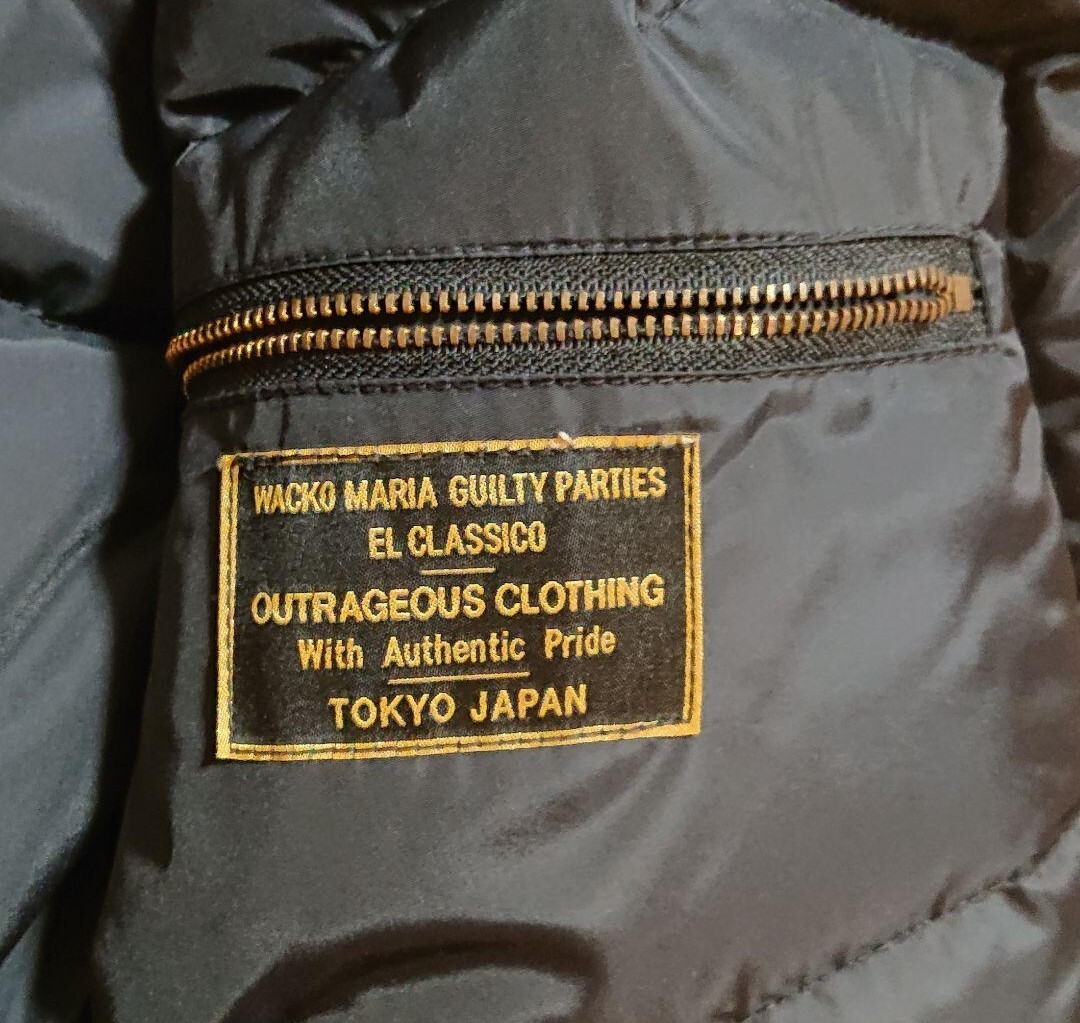 WACKO MARIA GUILTY PARTIES
EL CLASSICO
OUTRAGEOUS CLOTHING
With Authentic Pride
TOKYO JAPAN